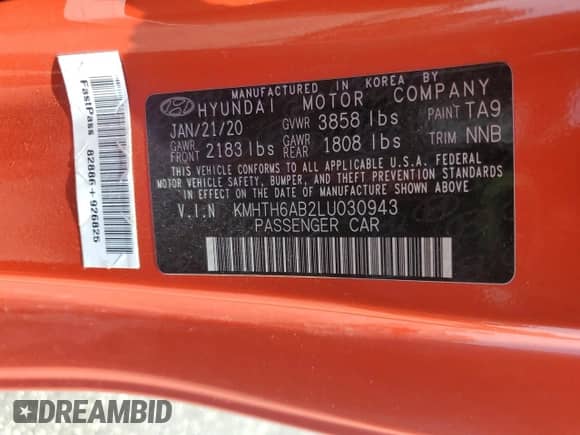 MANUFACTURED IN KOREA BY
HYUNDAI MOTOR COMPANY
JAN/21/20 GVWR 3858 lbs PAINT TA9
GAWR FRONT 2183 lbs GAWR REAR 1808 lbs TRIM NNB
THIS VEHICLE CONFORMS TO ALL APPLICABLE U.S.A. FEDERAL
MOTOR VEHICLE SAFETY, BUMPER, AND THEFT PREVENTION STANDARDS
IN EFFECT ON THE DATE OF MANUFACTURE SHOWN ABOVE
V.I.N KMHTH6AB2LU030943
PASSENGER CAR
FastPass 82886+926825
DREAMBID